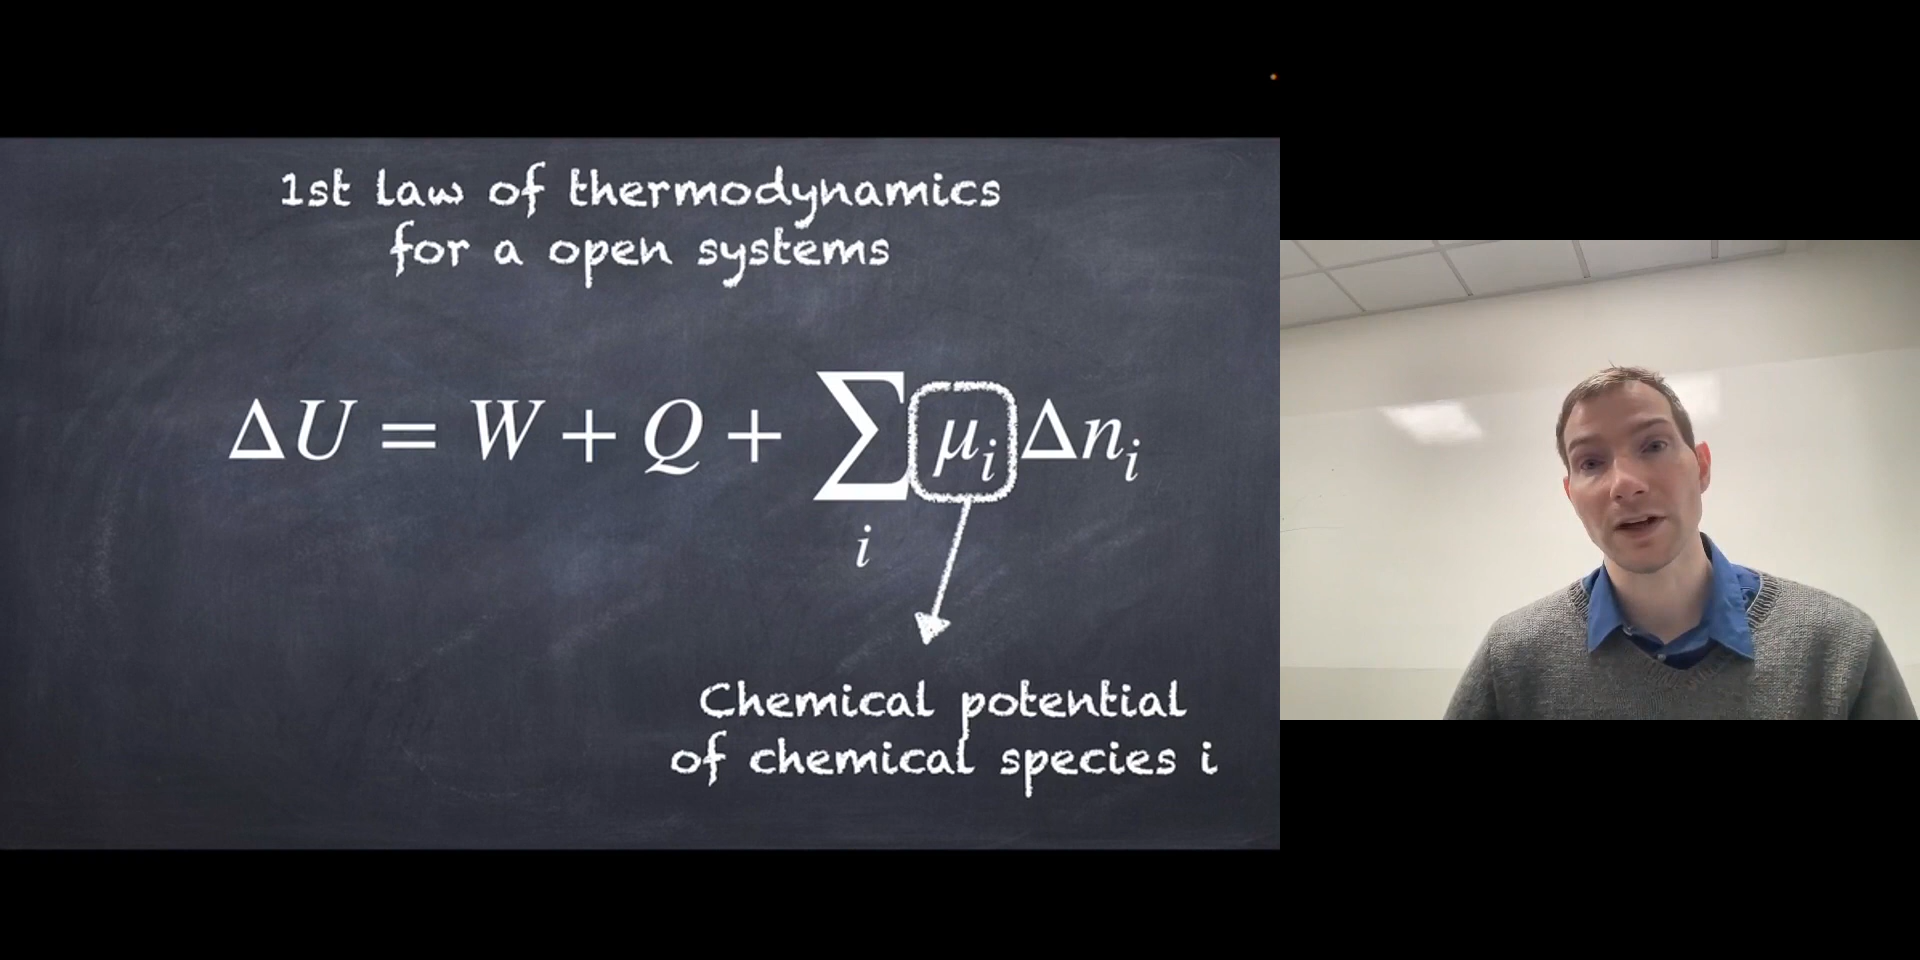 1st law of thermodynamics
for a open systems
ΔU = W + Q + ∑ μᵢ Δnᵢ
i
Chemical potential
of chemical species i